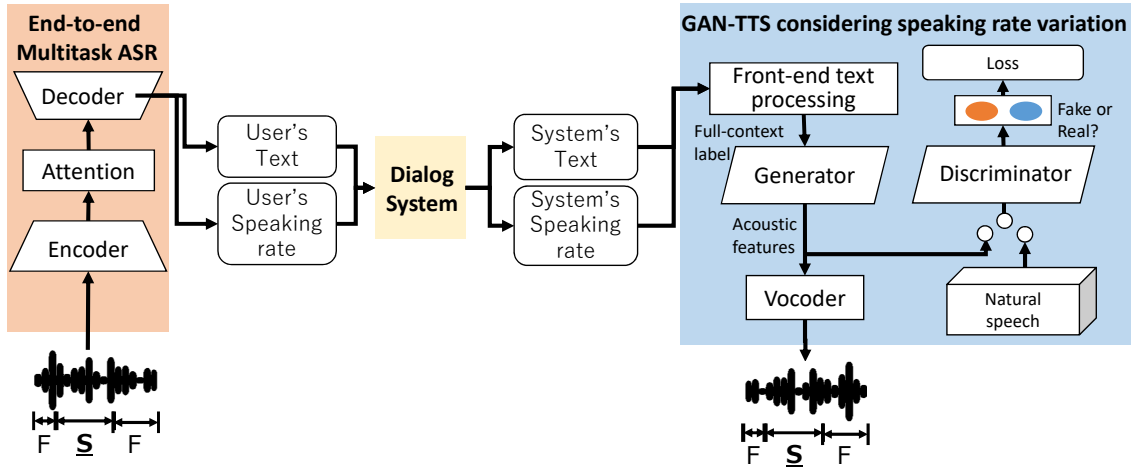 End-to-end
Multitask ASR
Decoder
Attention
Encoder
F
S
F
User's
Text
User's
Speaking
rate
Dialog
System
System's
Text
System's
Speaking
rate
GAN-TTS considering speaking rate variation
Front-end text
processing
Full-context
label
Generator
Acoustic
features
Vocoder
F
S
F
Loss
Fake or
Real?
Discriminator
Natural
speech